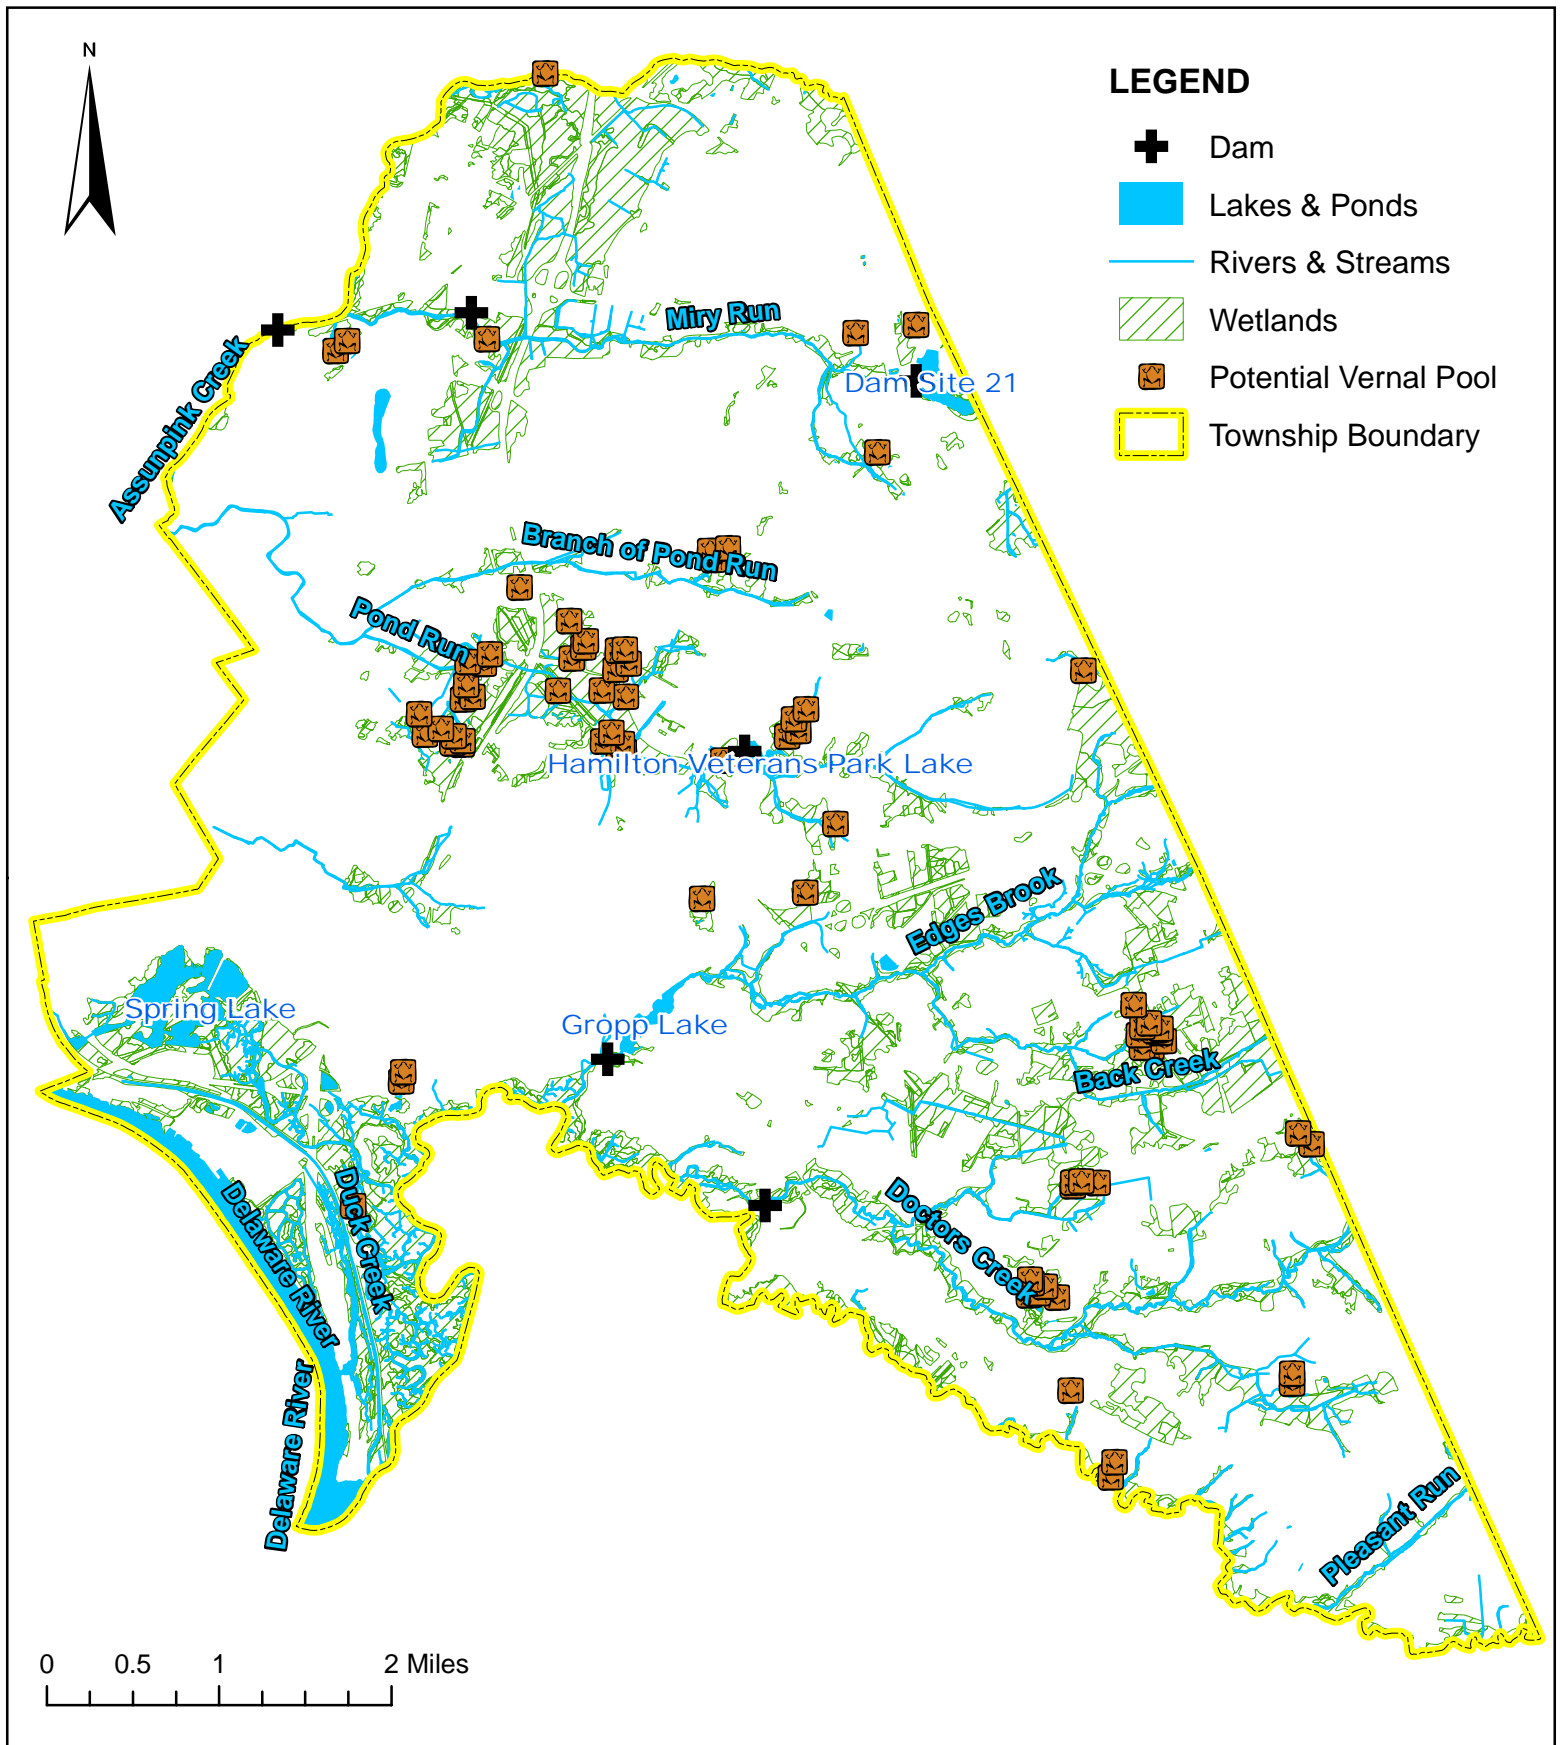 N
LEGEND
Dam
Lakes & Ponds
Rivers & Streams
Wetlands
Potential Vernal Pool
Township Boundary
Miry Run
Assunpink Creek
Dam Site 21
Branch of Pond Run
Pond Run
Hamilton Veterans Park Lake
Edges Brook
Spring Lake
Gropp Lake
Back Creek
Duck Creek
Delaware River
Doctors Creek
Delaware River
Pleasant Run
0 0.5 1 2 Miles